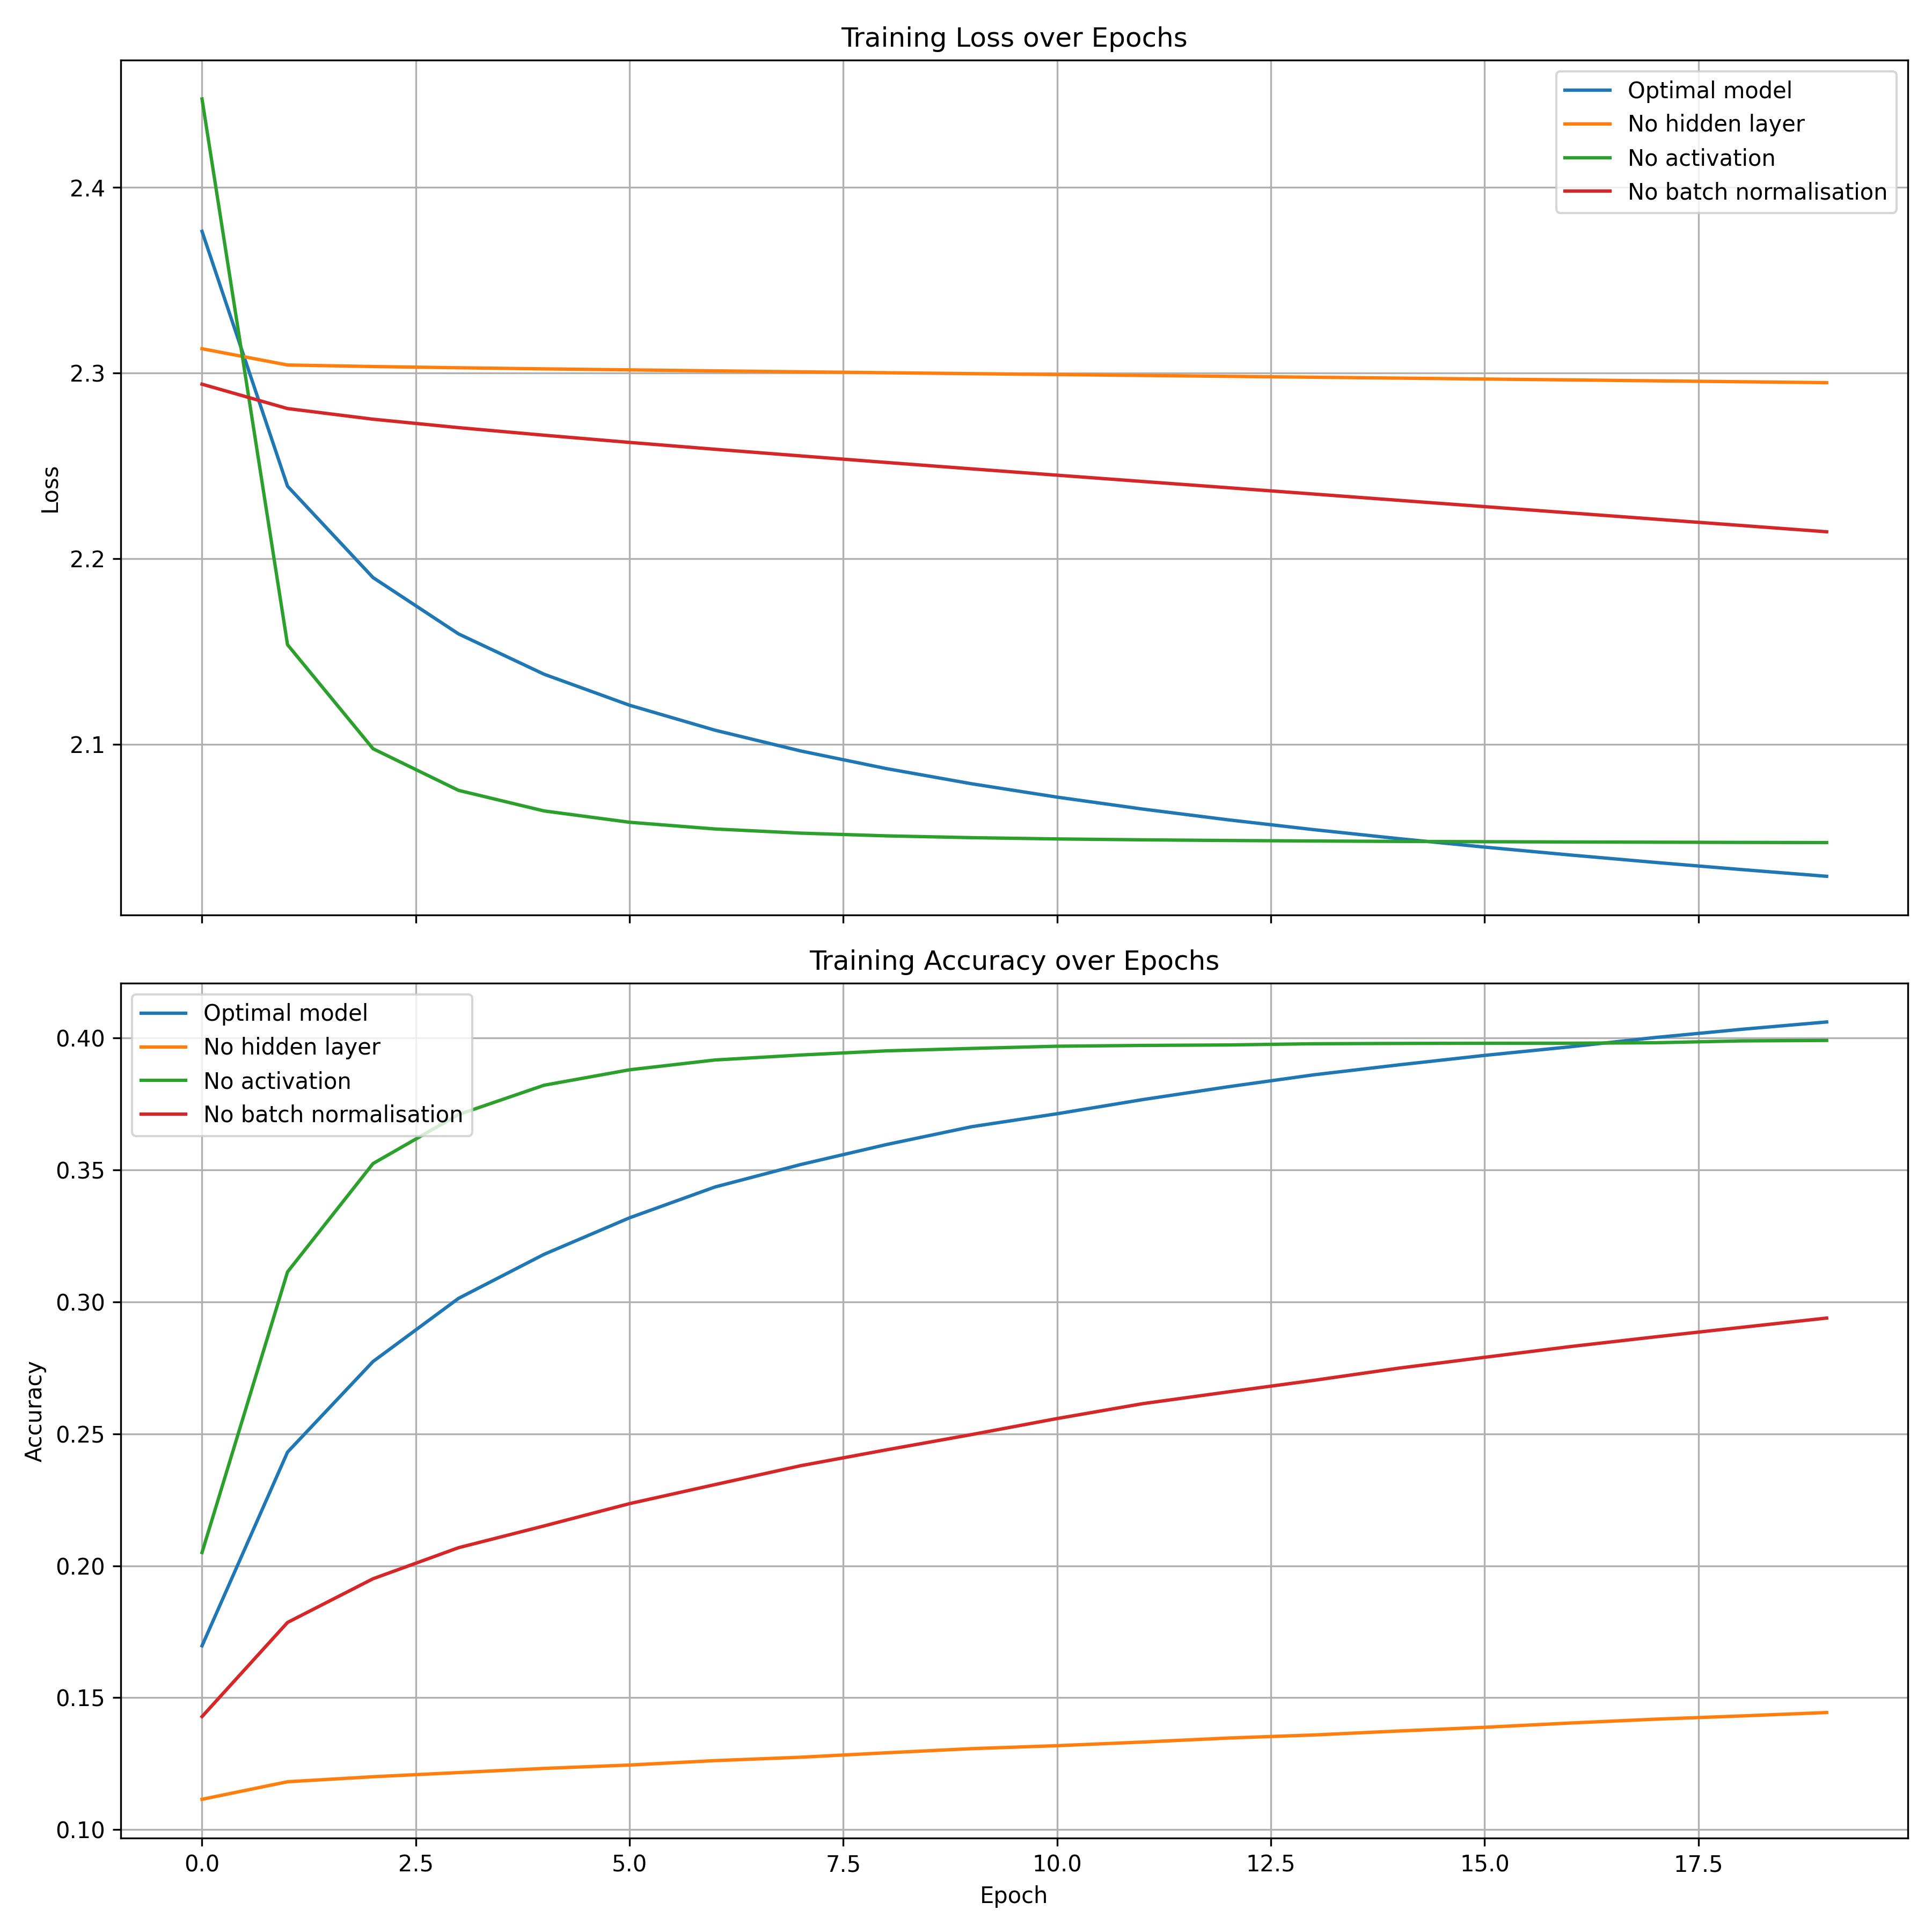 Training Loss over Epochs
Optimal model
No hidden layer
No activation
No batch normalisation
2.4
2.3
2.2
2.1
Loss
Training Accuracy over Epochs
Optimal model
No hidden layer
No activation
No batch normalisation
0.40
0.35
0.30
0.25
0.20
0.15
0.10
Accuracy
0.0 2.5 5.0 7.5 10.0 12.5 15.0 17.5
Epoch